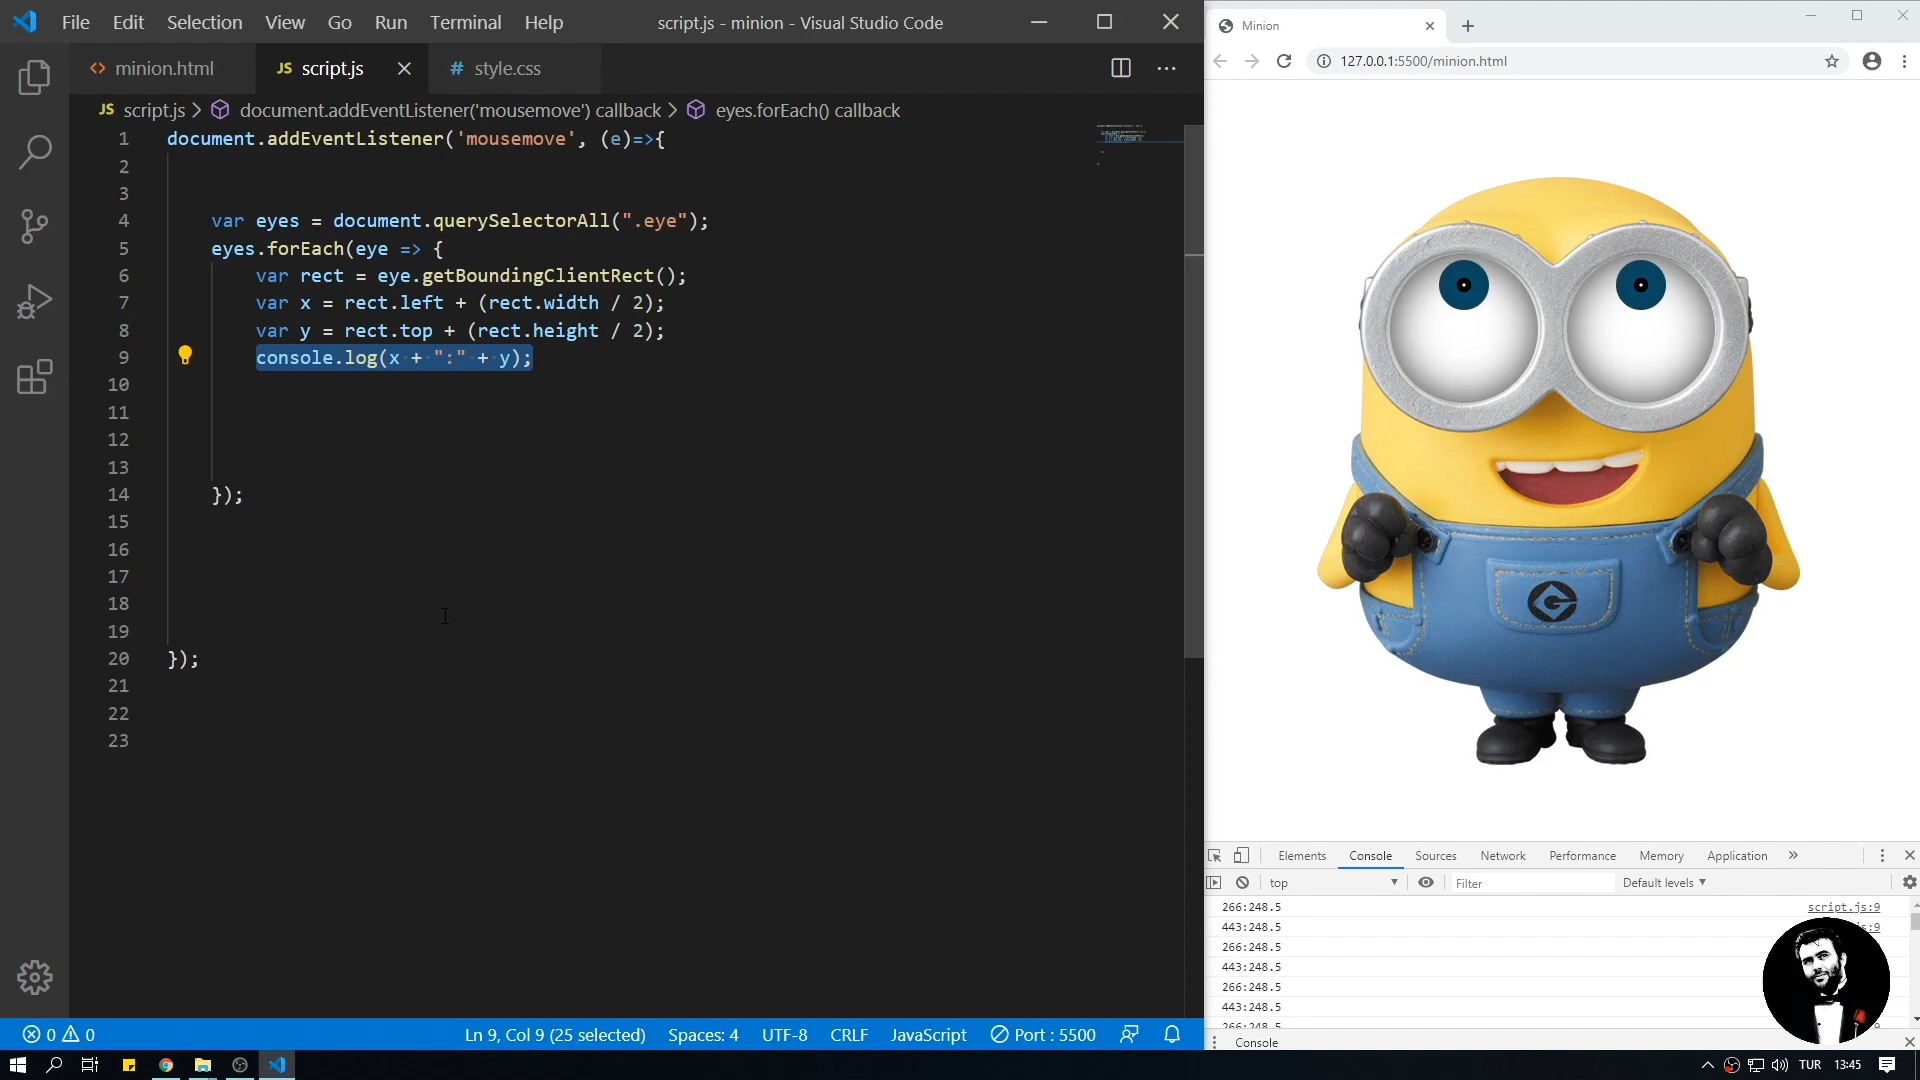 File Edit Selection View Go Run Terminal Help script.js - minion - Visual Studio Code
minion.html
JS script.js
# style.css
JS script.js > document.addEventListener('mousemove') callback > eyes.forEach() callback
1 document.addEventListener('mousemove', (e)=>{
2
3
4 var eyes = document.querySelectorAll(".eye");
5 eyes.forEach(eye => {
6 var rect = eye.getBoundingClientRect();
7 var x = rect.left + (rect.width / 2);
8 var y = rect.top + (rect.height / 2);
9 console.log(x + ":" + y);
10
11
12
13
14 });
15
16
17
18
19
20 });
21
22
23
0 0 Ln 9, Col 9 (25 selected) Spaces: 4 UTF-8 CRLF JavaScript Port : 5500
Minion
127.0.0.1:5500/minion.html
Elements Console Sources Network Performance Memory Application »
top Filter Default levels
266:248.5 script.js:9
443:248.5 s:9
266:248.5
443:248.5
266:248.5
443:248.5
266:248.5
Console
TUR 13:45